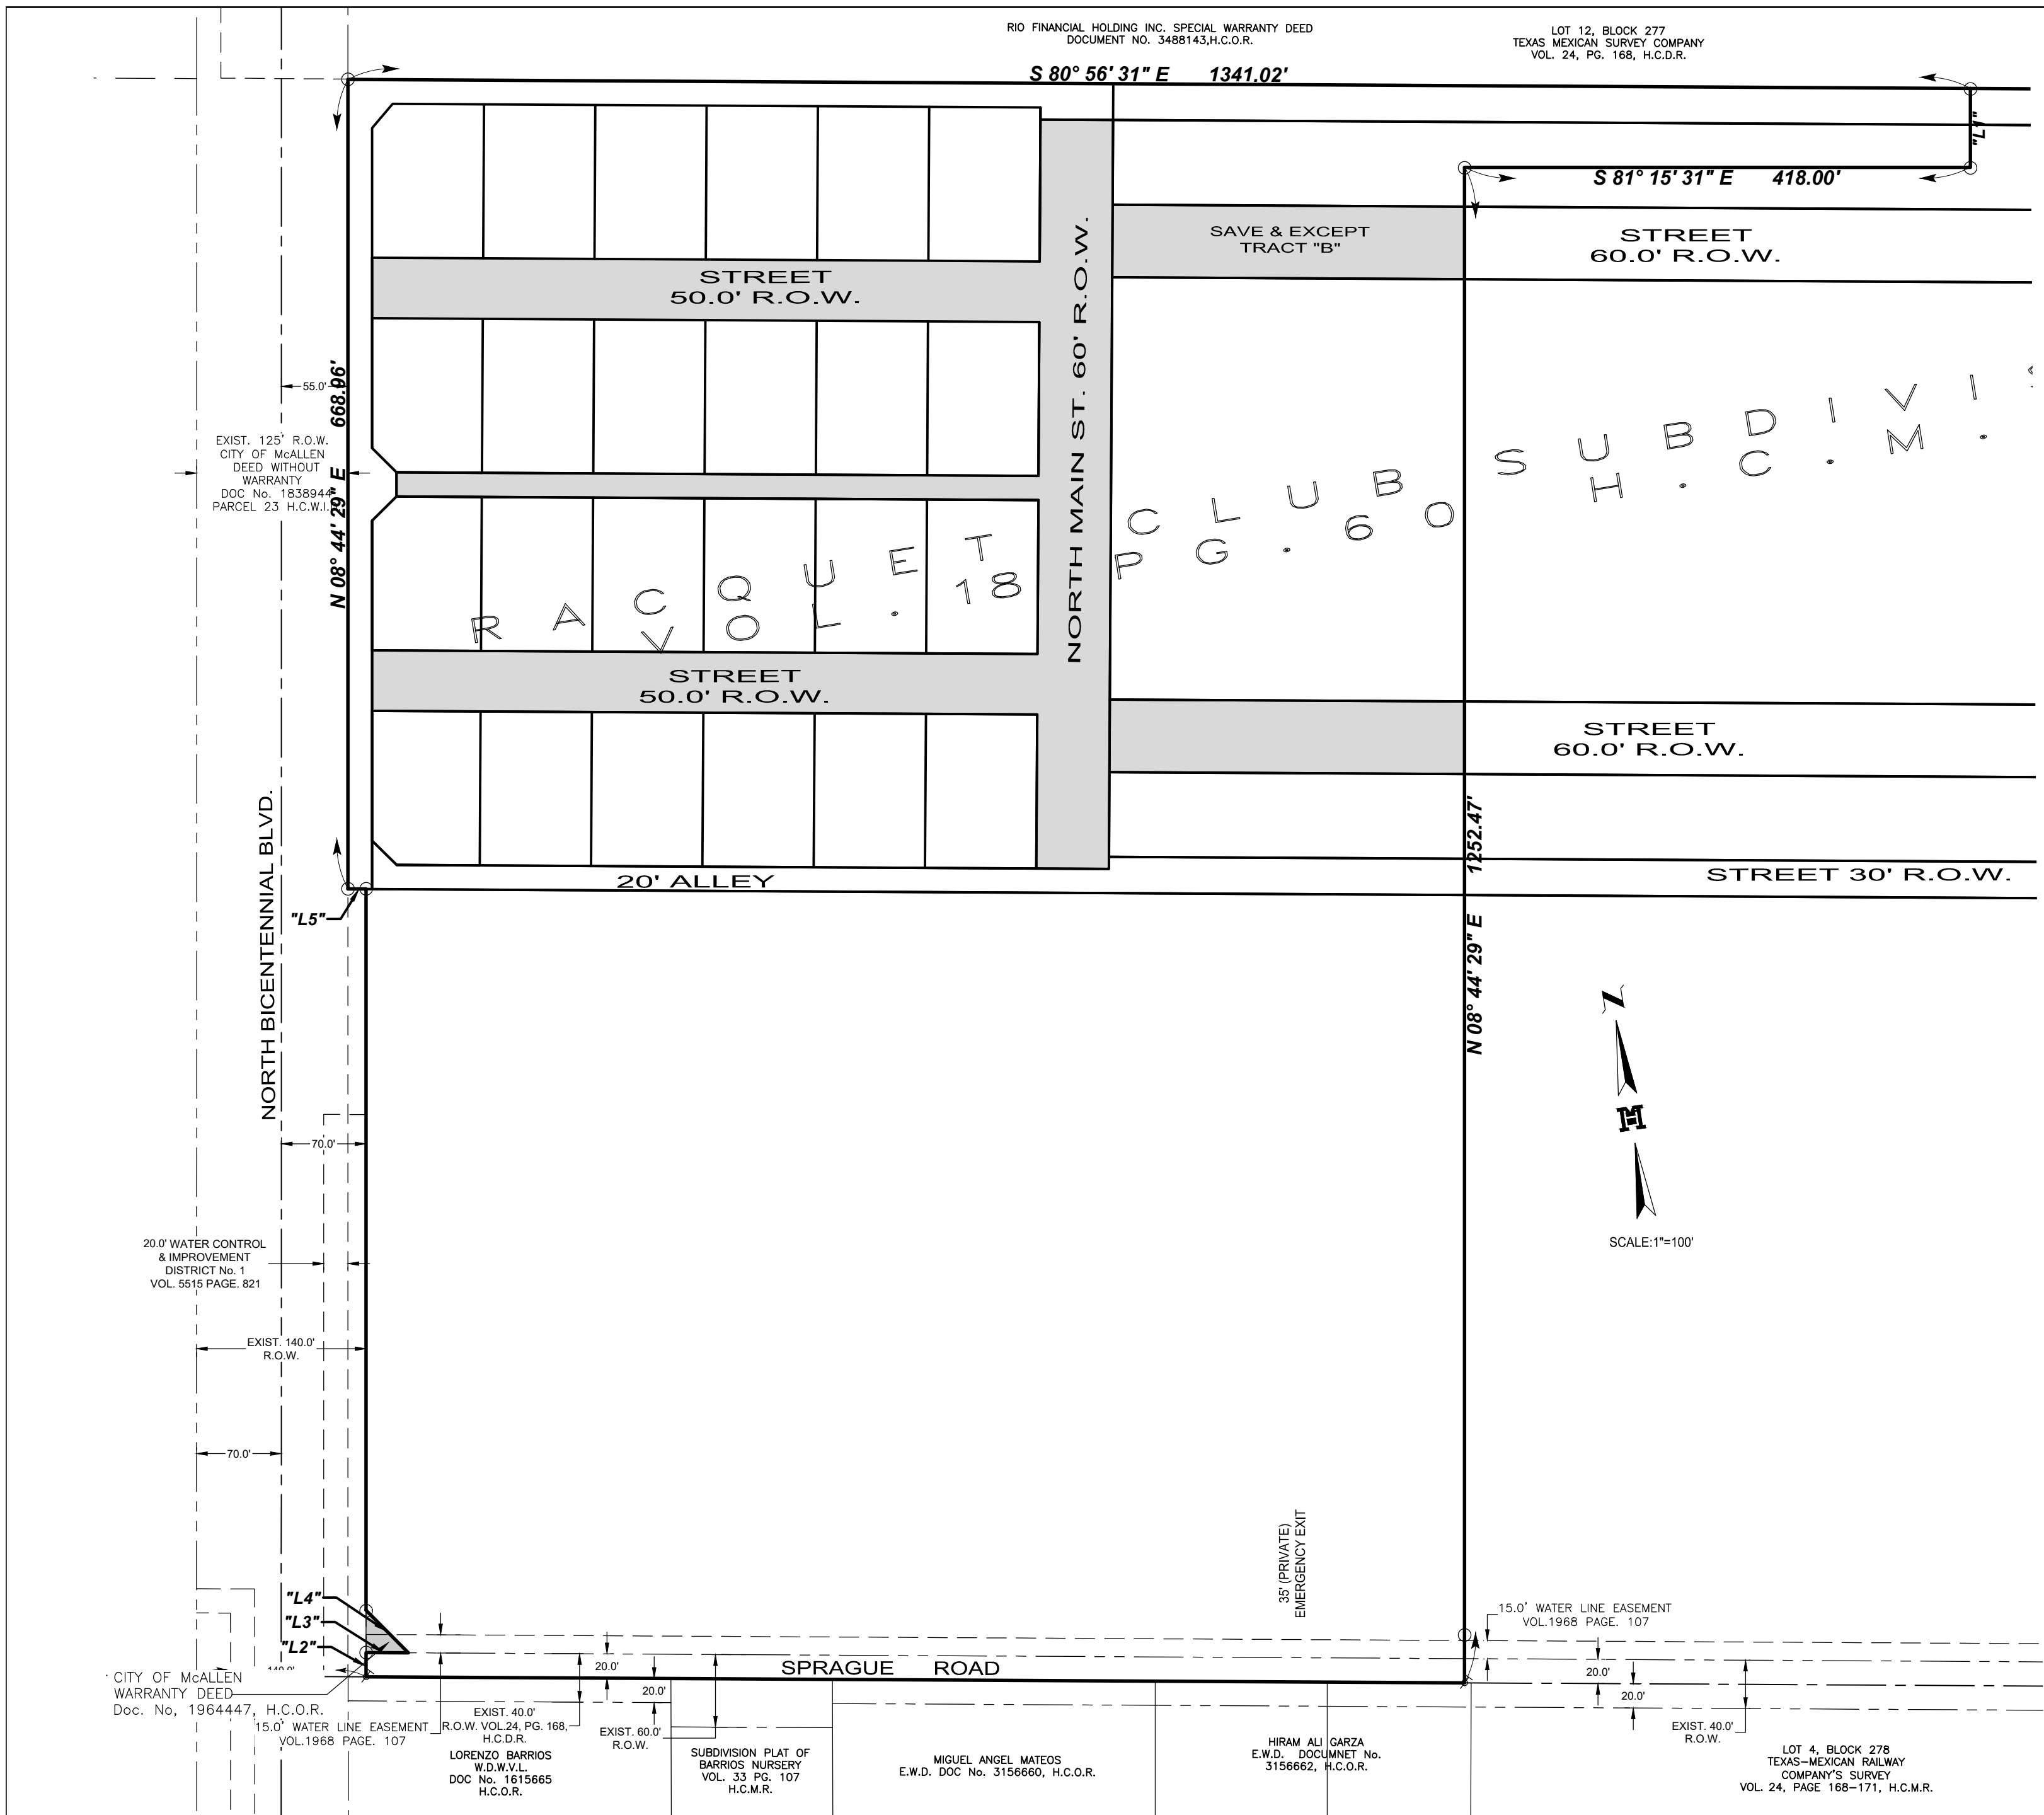 RIO FINANCIAL HOLDING INC. SPECIAL WARRANTY DEED
DOCUMENT NO. 3488143,H.C.O.R.
LOT 12, BLOCK 277
TEXAS MEXICAN SURVEY COMPANY
VOL. 24, PG. 168, H.C.D.R.
S 80° 56' 31" E 1341.02'
"L1"
S 81° 15' 31" E 418.00'
SAVE & EXCEPT
TRACT "B"
STREET
60.0' R.O.W.
STREET
50.0' R.O.W.
NORTH MAIN ST. 60' R.O.W.
55.0'
N 08° 44' 29" E 668.96'
EXIST. 125' R.O.W.
CITY OF McALLEN
DEED WITHOUT
WARRANTY
DOC No. 1838944
PARCEL 23 H.C.W.I.
RACQUET CLUB SUBDIVI
VOL. 18 PG. 60 H.C.M.
STREET
50.0' R.O.W.
STREET
60.0' R.O.W.
N 08° 44' 29" E 1252.47'
20' ALLEY
STREET 30' R.O.W.
"L5"
NORTH BICENTENNIAL BLVD.
N
SCALE:1"=100'
70.0'
20.0' WATER CONTROL
& IMPROVEMENT
DISTRICT No. 1
VOL. 5515 PAGE. 821
EXIST. 140.0'
R.O.W.
70.0'
35' (PRIVATE)
EMERGENCY EXIT
"L4"
"L3"
"L2"
140.0'
CITY OF McALLEN
WARRANTY DEED
Doc. No, 1964447, H.C.O.R.
15.0' WATER LINE EASEMENT
VOL.1968 PAGE. 107
EXIST. 40.0'
R.O.W. VOL.24, PG. 168,
H.C.D.R.
20.0'
20.0'
EXIST. 60.0'
R.O.W.
SPRAGUE ROAD
15.0' WATER LINE EASEMENT
VOL.1968 PAGE. 107
20.0'
20.0'
EXIST. 40.0'
R.O.W.
LORENZO BARRIOS
W.D.W.V.L.
DOC No. 1615665
H.C.O.R.
SUBDIVISION PLAT OF
BARRIOS NURSERY
VOL. 33 PG. 107
H.C.M.R.
MIGUEL ANGEL MATEOS
E.W.D. DOC No. 3156660, H.C.O.R.
HIRAM ALI GARZA
E.W.D. DOCUMNET No.
3156662, H.C.O.R.
LOT 4, BLOCK 278
TEXAS-MEXICAN RAILWAY
COMPANY'S SURVEY
VOL. 24, PAGE 168-171, H.C.M.R.